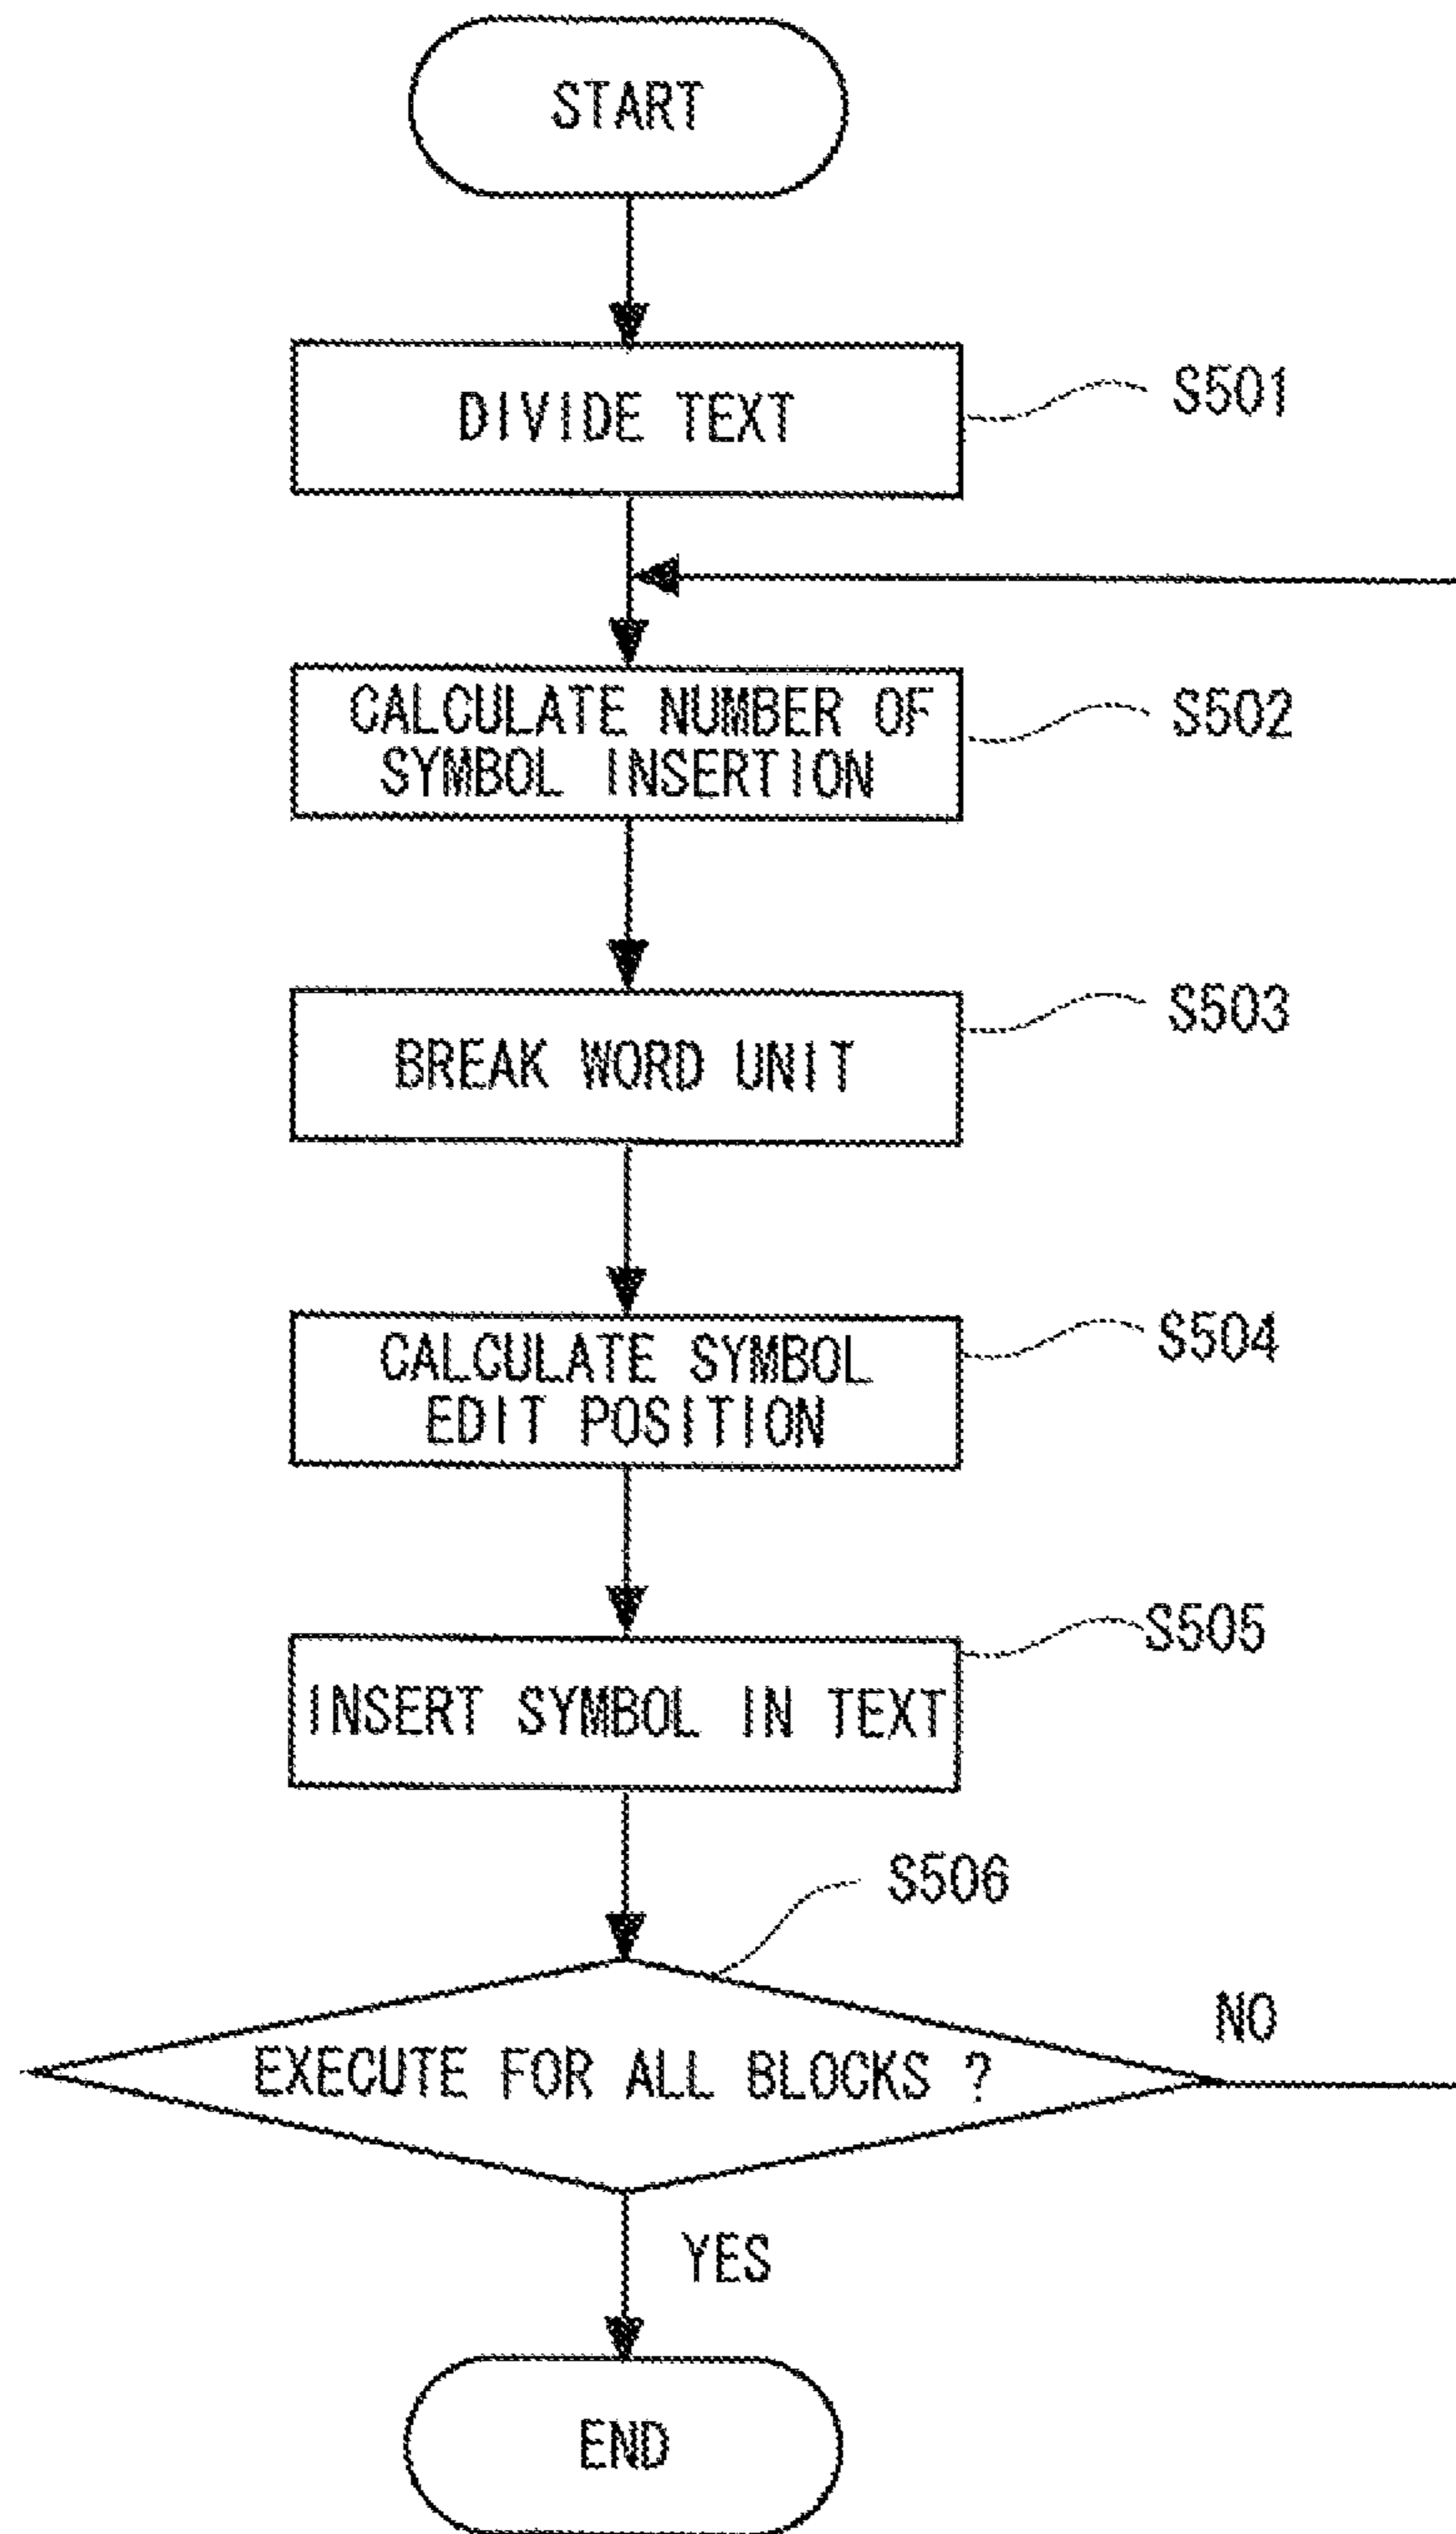 START
DIVIDE TEXT
S501
CALCULATE NUMBER OF
SYMBOL INSERTION
S502
BREAK WORD UNIT
S503
CALCULATE SYMBOL
EDIT POSITION
S504
INSERT SYMBOL IN TEXT
S505
S506
EXECUTE FOR ALL BLOCKS ?
NO
YES
END